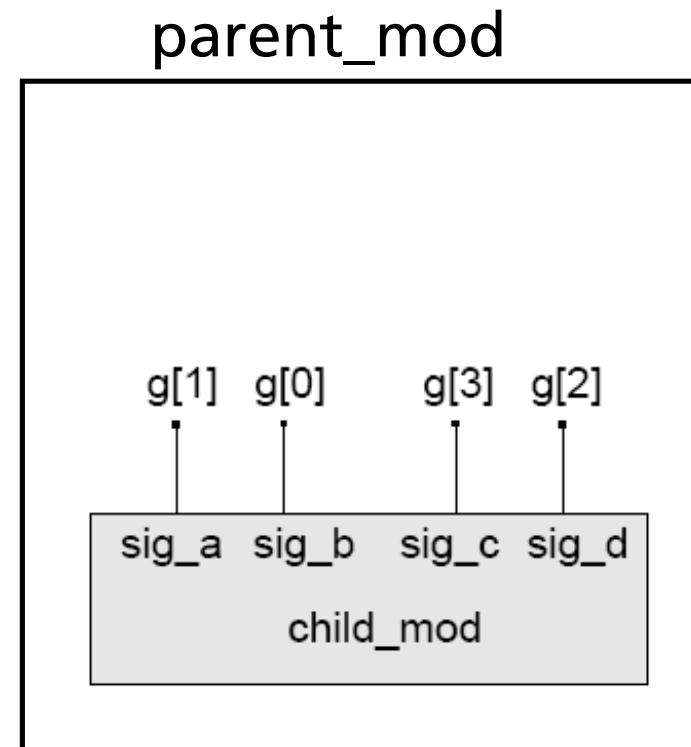 parent_mod
g[1] g[0] g[3] g[2]
sig_a sig_b sig_c sig_d
child_mod